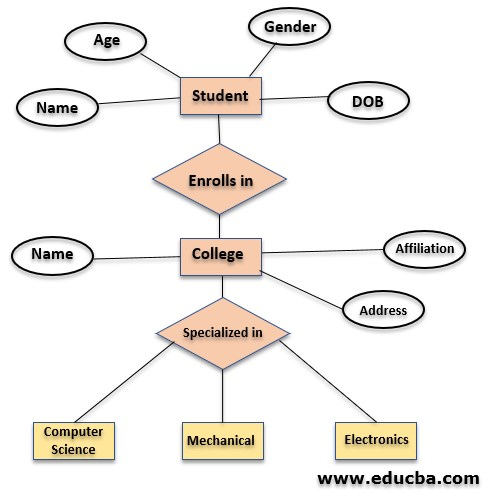 Gender
Age
Student
Name
DOB
Enrolls in
Name
College
Affiliation
Address
Specialized in
Computer
Science
Mechanical
Electronics
www.educba.com